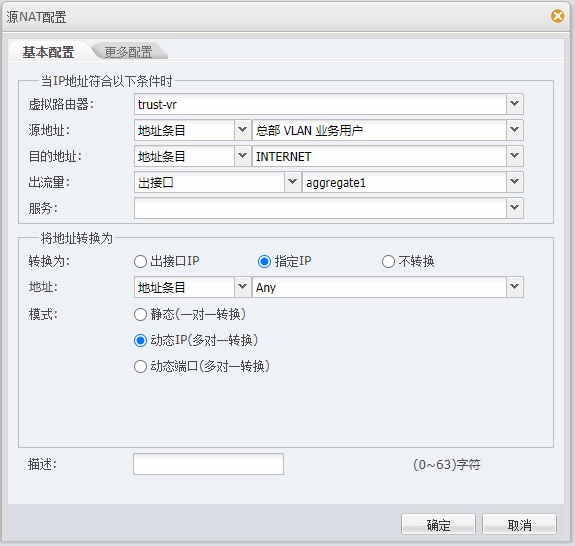 源NAT配置
基本配置 更多配置
当IP地址符合以下条件时
虚拟路由器: trust-vr
源地址: 地址条目 总部 VLAN 业务用户
目的地址: 地址条目 INTERNET
出流量: 出接口 aggregate1
服务:
将地址转换为
转换为: 出接口IP 指定IP 不转换
地址: 地址条目 Any
模式: 静态(一对一转换)
动态IP(多对一转换)
动态端口(多对一转换)
描述: (0~63)字符
确定 取消